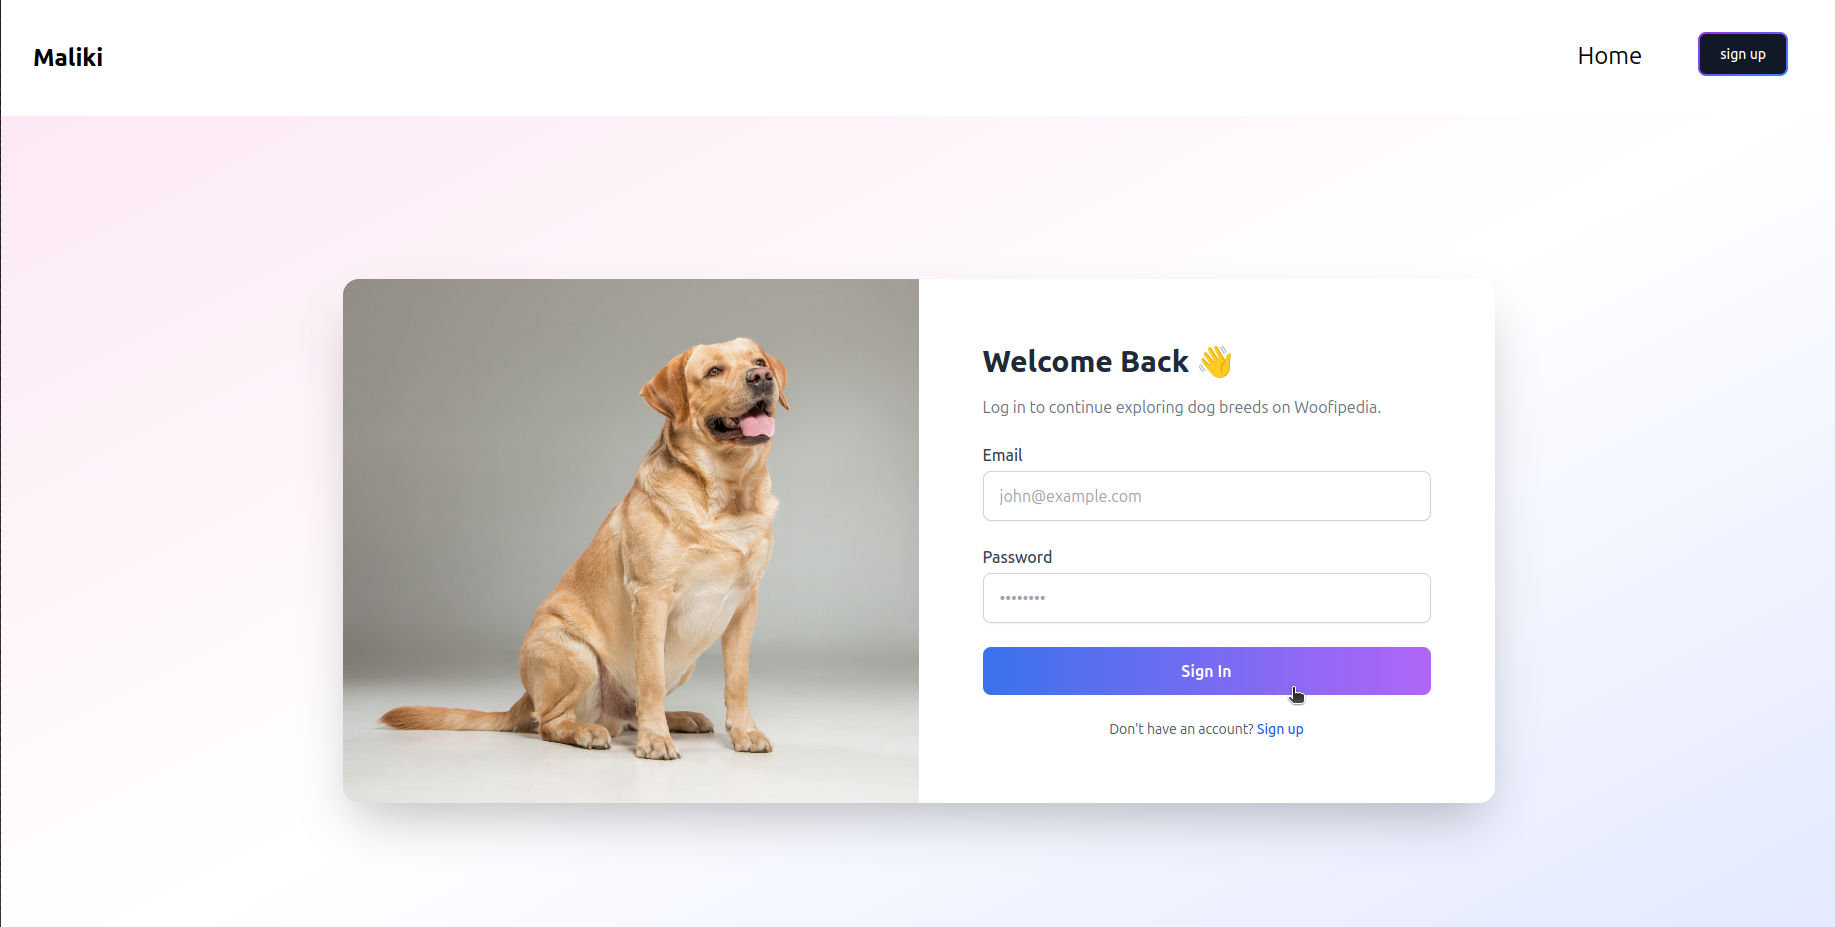 Maliki
Home
sign up
Welcome Back 👋
Log in to continue exploring dog breeds on Woofipedia.
Email
john@example.com
Password
••••••••
Sign In
Don't have an account? Sign up